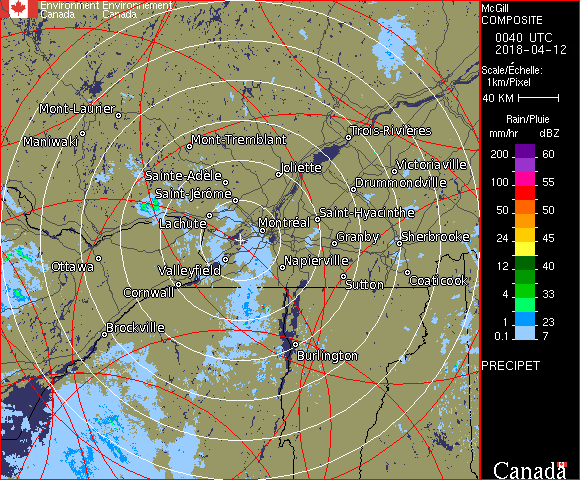 Environment Environnement
Canada Canada
McGill
COMPOSITE
0040 UTC
2018-04-12
Scale/Échelle:
1km/Pixel
40 KM
Rain/Pluie
mm/hr dBZ
200 60
55
100 55
50 50
24 45
12 40
4 33
1 23
0.1 7
PRECIPET
Canada
Mont-Laurier
Maniwaki
Mont-Tremblant
Trois-Rivières
Joliette
Victoriaville
Sainte-Adèle
Drummondville
Saint-Jérôme
Lachute
Montréal
Saint-Hyacinthe
Granby
Sherbrooke
Ottawa
Valleyfield
Napierville
Cornwall
Sutton
Coaticook
Brockville
Burlington